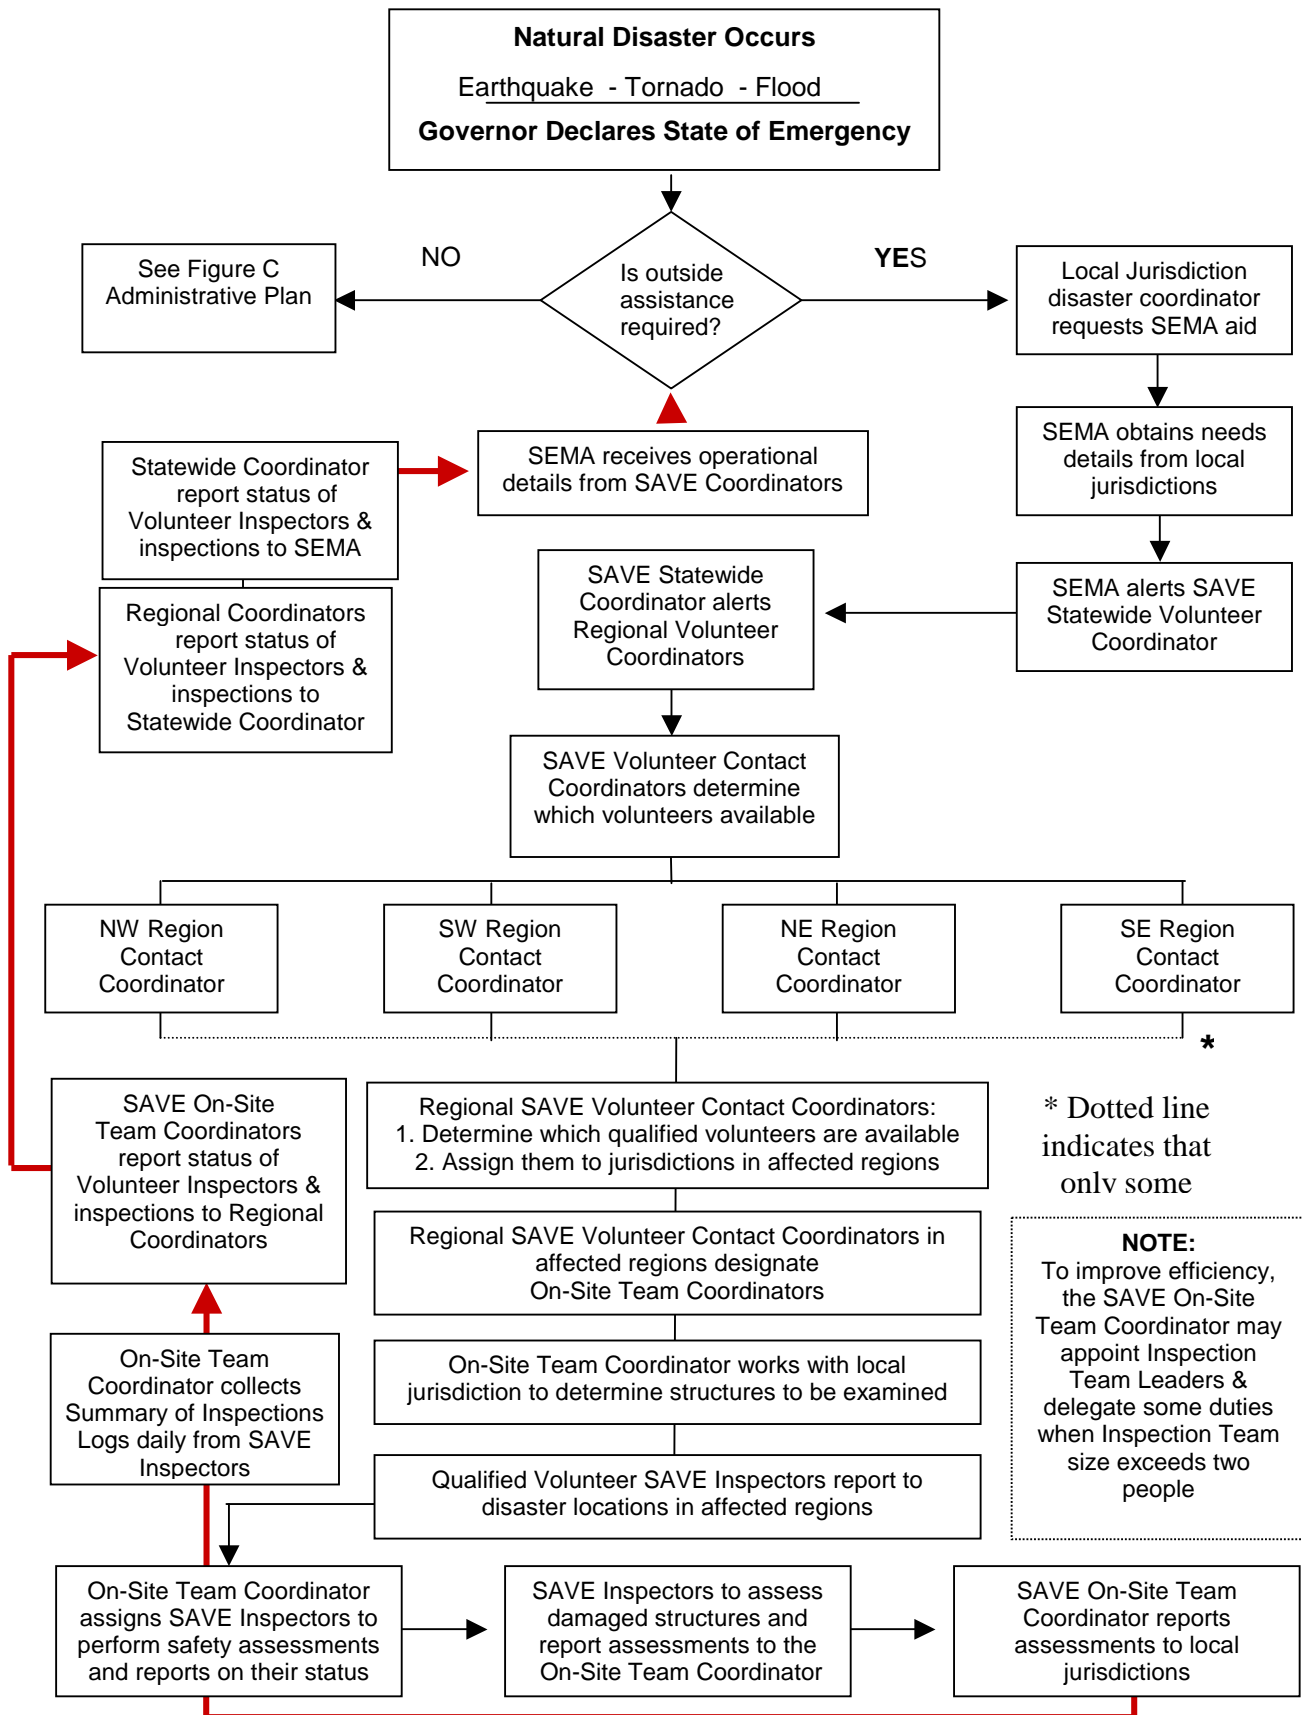 Natural Disaster Occurs
Earthquake - Tornado - Flood
Governor Declares State of Emergency
NO
YES
See Figure C
Administrative Plan
Is outside
assistance
required?
Local Jurisdiction
disaster coordinator
requests SEMA aid
SEMA obtains needs
details from local
jurisdictions
SEMA receives operational
details from SAVE Coordinators
Statewide Coordinator
report status of
Volunteer Inspectors &
inspections to SEMA
SAVE Statewide
Coordinator alerts
Regional Volunteer
Coordinators
SEMA alerts SAVE
Statewide Volunteer
Coordinator
Regional Coordinators
report status of
Volunteer Inspectors &
inspections to
Statewide Coordinator
SAVE Volunteer Contact
Coordinators determine
which volunteers available
NW Region
Contact
Coordinator
SW Region
Contact
Coordinator
NE Region
Contact
Coordinator
SE Region
Contact
Coordinator
*
SAVE On-Site
Team Coordinators
report status of
Volunteer Inspectors &
inspections to Regional
Coordinators
Regional SAVE Volunteer Contact Coordinators:
1. Determine which qualified volunteers are available
2. Assign them to jurisdictions in affected regions
* Dotted line
indicates that
only some
Regional SAVE Volunteer Contact Coordinators in
affected regions designate
On-Site Team Coordinators
NOTE:
To improve efficiency,
the SAVE On-Site
Team Coordinator may
appoint Inspection
Team Leaders &
delegate some duties
when Inspection Team
size exceeds two
people
On-Site Team
Coordinator collects
Summary of Inspections
Logs daily from SAVE
Inspectors
On-Site Team Coordinator works with local
jurisdiction to determine structures to be examined
Qualified Volunteer SAVE Inspectors report to
disaster locations in affected regions
On-Site Team Coordinator
assigns SAVE Inspectors to
perform safety assessments
and reports on their status
SAVE Inspectors to assess
damaged structures and
report assessments to the
On-Site Team Coordinator
SAVE On-Site Team
Coordinator reports
assessments to local
jurisdictions